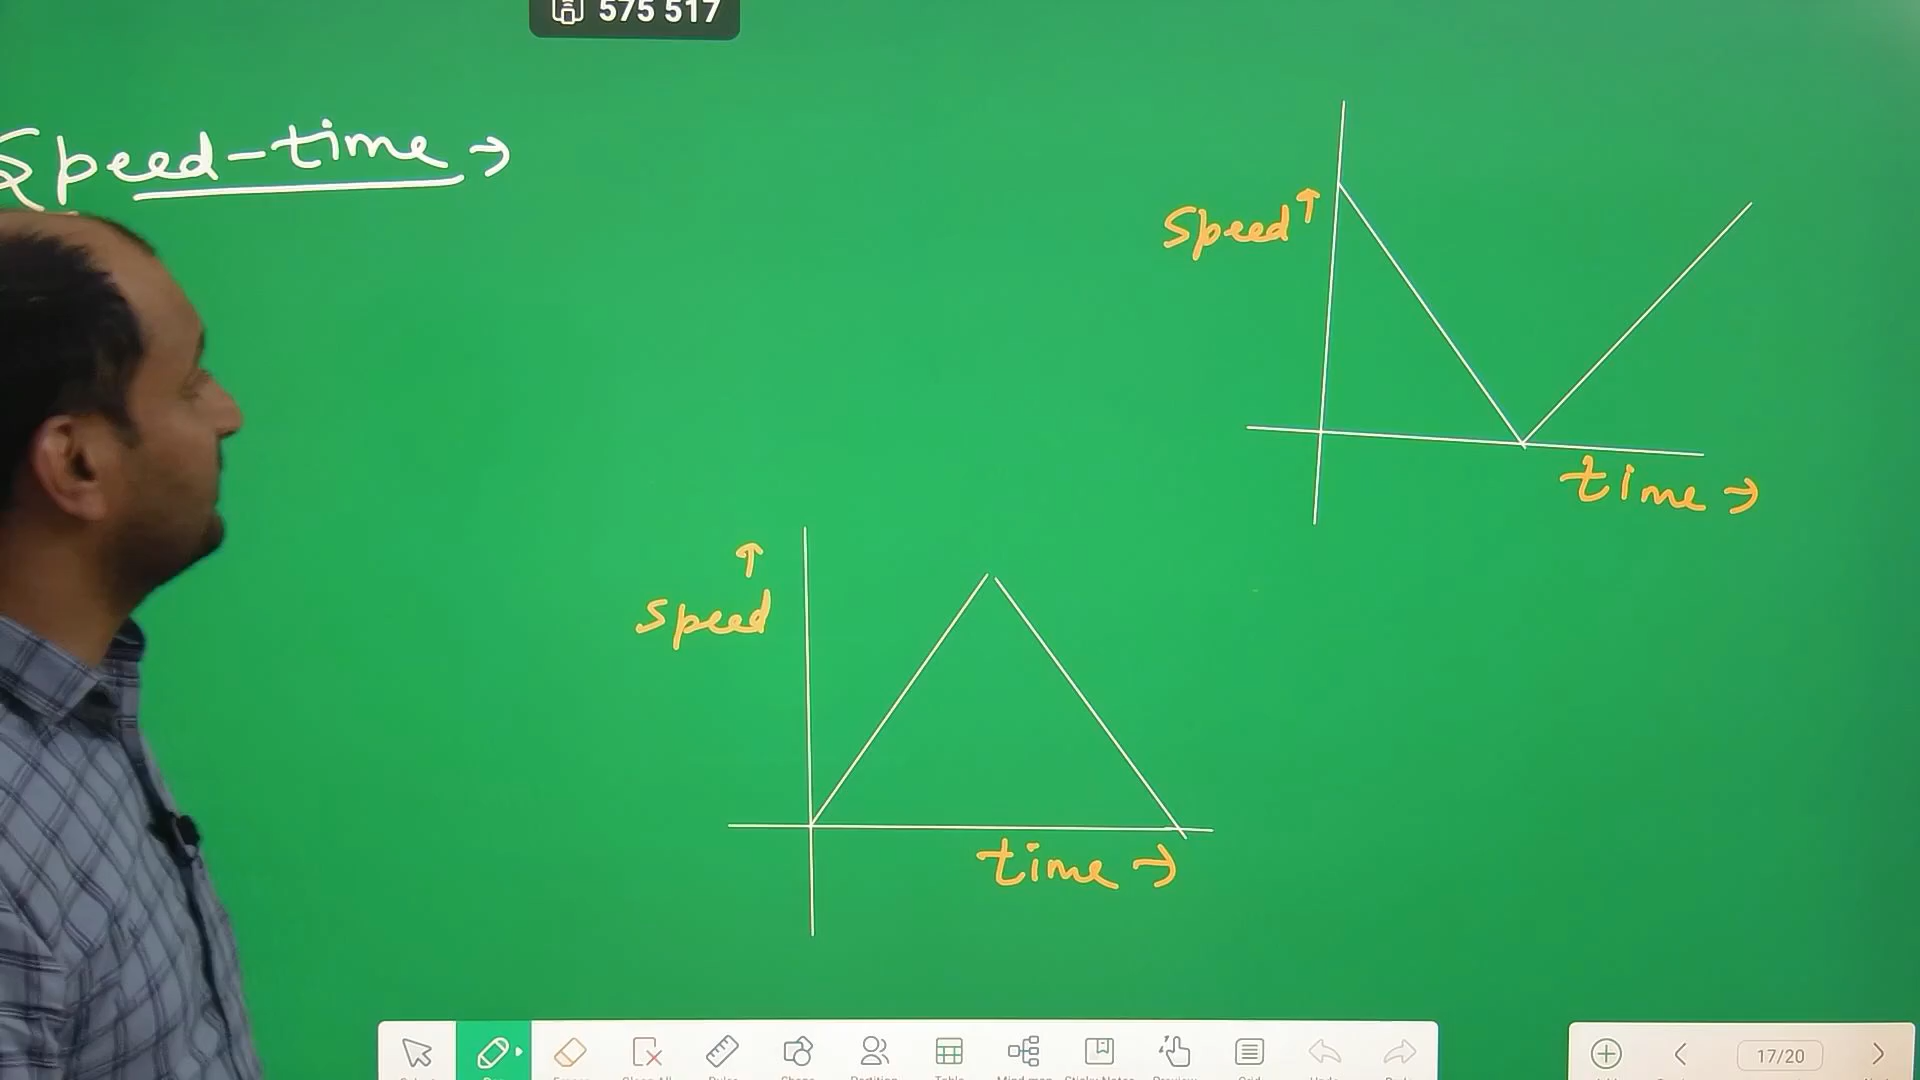 575 517
Speed-time →
Speed ↑
time →
↑
Speed
time →
17/20